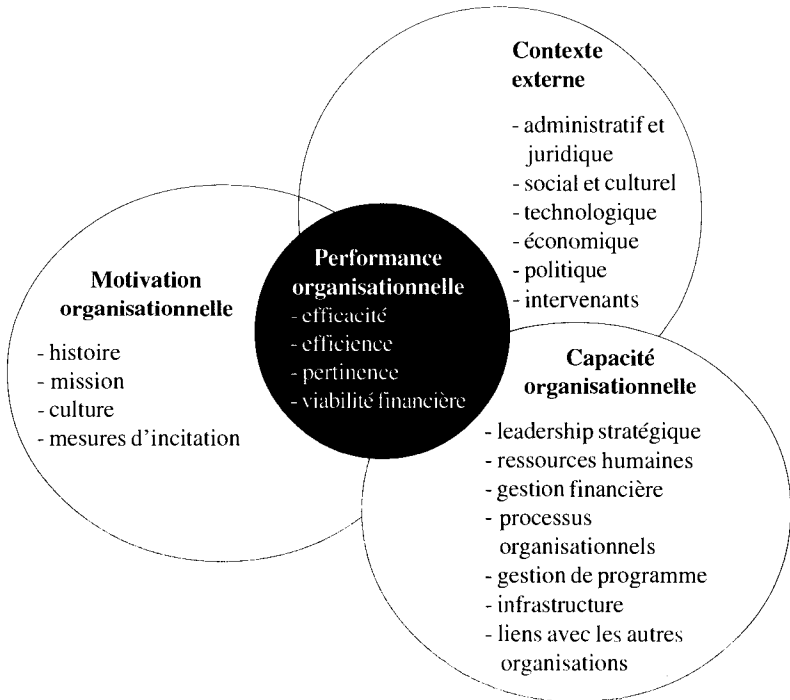 Contexte
externe
- administratif et
juridique
- social et culturel
- technologique
- économique
- politique
- intervenants
Motivation
organisationnelle
- histoire
- mission
- culture
- mesures d'incitation
Performance
organisationnelle
- efficacité
- efficience
- pertinence
- viabilité financière
Capacité
organisationnelle
- leadership stratégique
- ressources humaines
- gestion financière
- processus
organisationnels
- gestion de programme
- infrastructure
- liens avec les autres
organisations